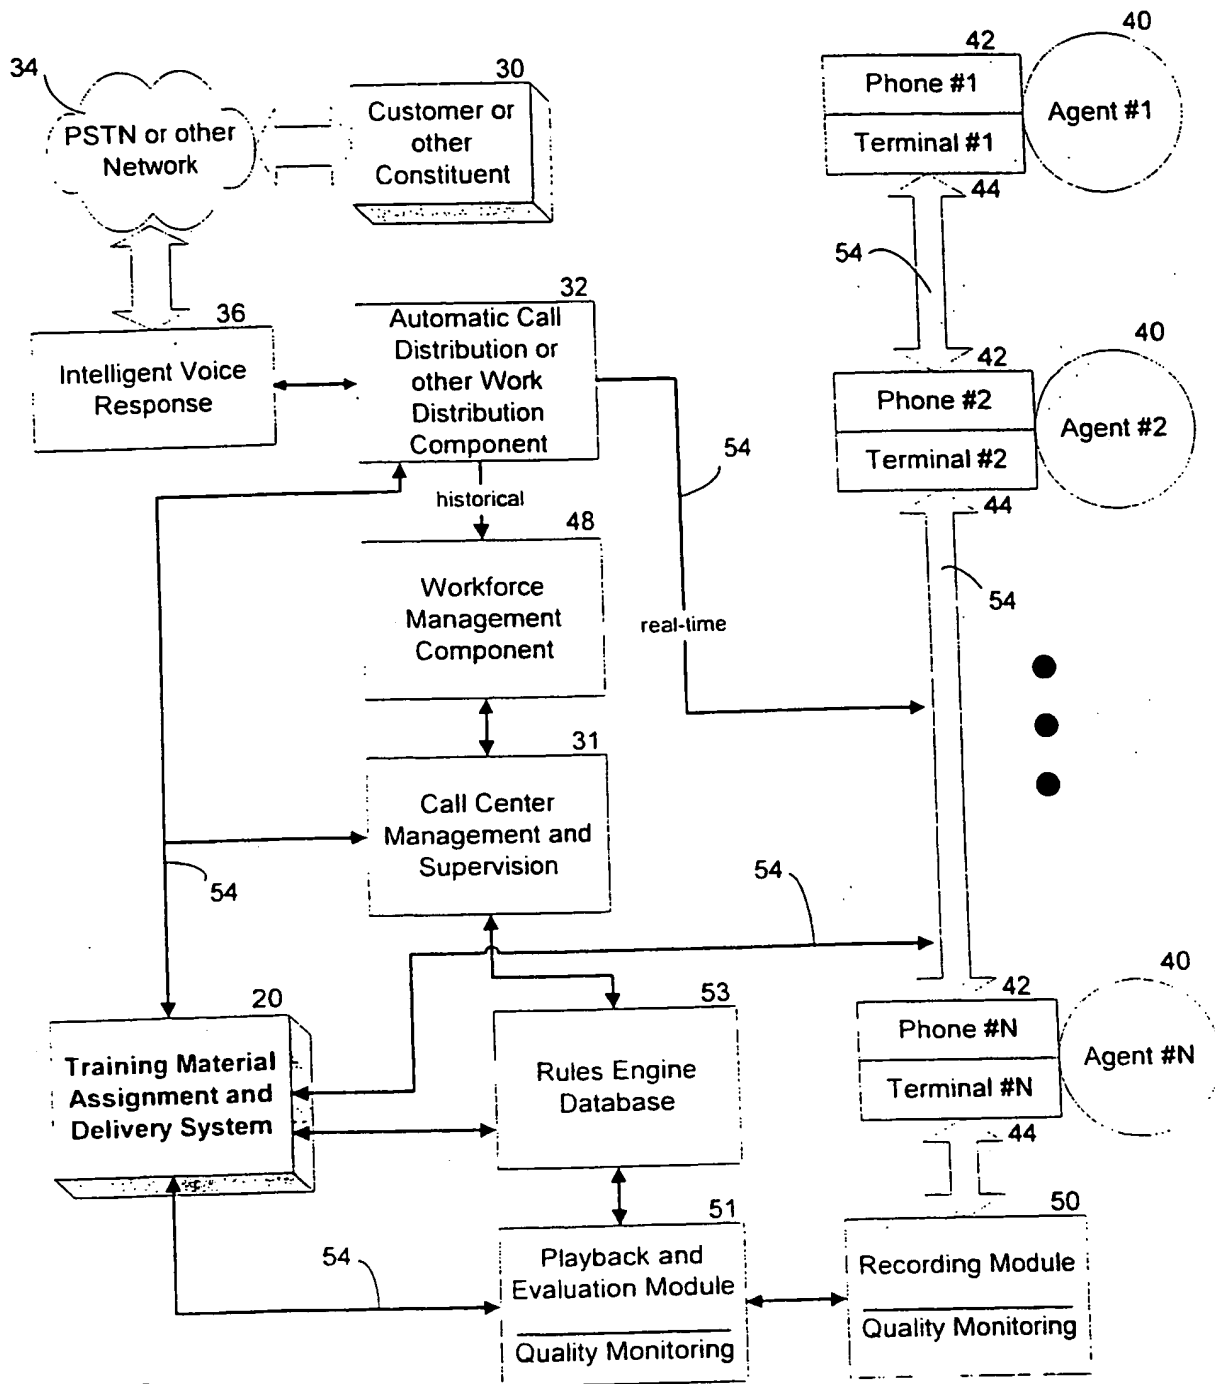 34
PSTN or other
Network
30
Customer or
other
Constituent
42
Phone #1
Terminal #1
44
40
Agent #1
54
36
Intelligent Voice
Response
32
Automatic Call
Distribution or
other Work
Distribution
Component
historical
54
real-time
42
Phone #2
Terminal #2
44
40
Agent #2
54
48
Workforce
Management
Component
31
Call Center
Management and
Supervision
54
54
20
Training Material
Assignment and
Delivery System
53
Rules Engine
Database
42
Phone #N
Terminal #N
44
40
Agent #N
54
51
Playback and
Evaluation Module
Quality Monitoring
50
Recording Module
Quality Monitoring